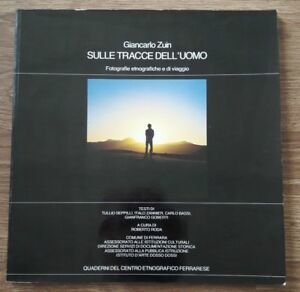 Giancarlo Zuin
SULLE TRACCE DELL'UOMO
Fotografie etnografiche e di viaggio
TESTI DI
TULLIO SEPPILLI, ITALO ZANNIER, CARLO BASSI,
GIANFRANCO GORETTI
A CURA DI
ROBERTO RODA
COMUNE DI FERRARA
ASSESSORATO ALLE ISTITUZIONI CULTURALI
DIREZIONE SERVIZI DI DOCUMENTAZIONE STORICA
ASSESSORATO ALLA PUBBLICA ISTRUZIONE
ISTITUTO D'ARTE DOSSO DOSSI
QUADERNI DEL CENTRO ETNOGRAFICO FERRARESE